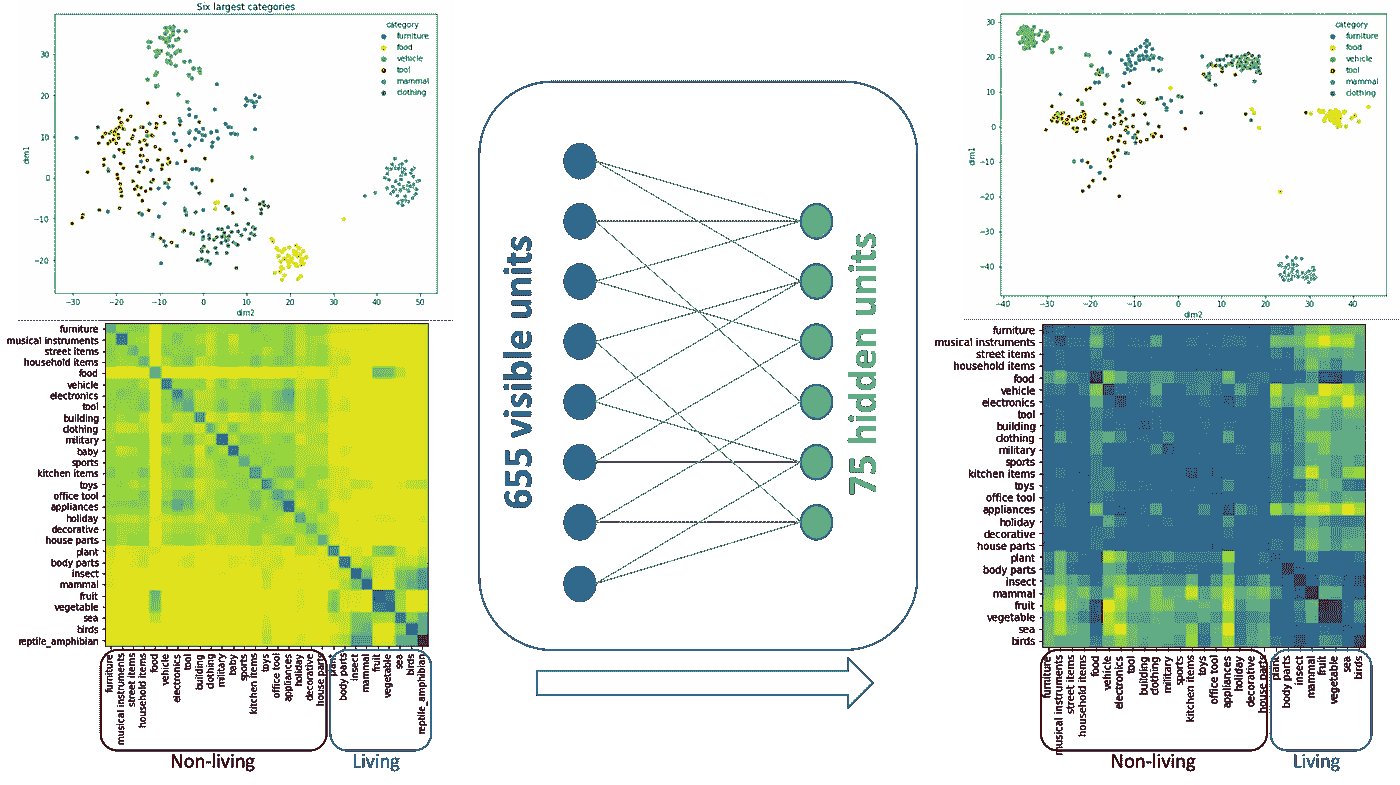 Six largest categories
category
furniture
food
vehicle
tool
mammal
clothing
dim1
30
20
10
0
−10
−20
−30 −20 −10 0 10 20 30 40 50
dim2
furniture
musical instruments
street items
household items
food
vehicle
electronics
tool
building
clothing
military
baby
sports
kitchen items
toys
office tool
appliances
holiday
decorative
house parts
plant
body parts
insect
mammal
fruit
vegetable
sea
birds
reptile_amphibian
furniture
musical instruments
street items
household items
food
vehicle
electronics
tool
building
clothing
military
baby
sports
kitchen items
toys
office tool
appliances
holiday
decorative
house parts
plant
body parts
insect
mammal
fruit
vegetable
sea
birds
reptile_amphibian
Non-living
Living
655 visible units
75 hidden units
category
furniture
food
vehicle
tool
mammal
clothing
dim1
30
20
10
0
−10
−20
−30
−40
−40 −30 −20 −10 0 10 20 30 40
dim2
furniture
musical instruments
street items
household items
food
vehicle
electronics
tool
building
clothing
military
sports
kitchen items
toys
office tool
appliances
holiday
decorative
house parts
plant
body parts
insect
mammal
fruit
vegetable
sea
birds
furniture
musical instruments
street items
household items
food
vehicle
electronics
tool
building
clothing
military
sports
kitchen items
toys
office tool
appliances
holiday
decorative
house parts
plant
body parts
insect
mammal
fruit
vegetable
sea
birds
Non-living
Living